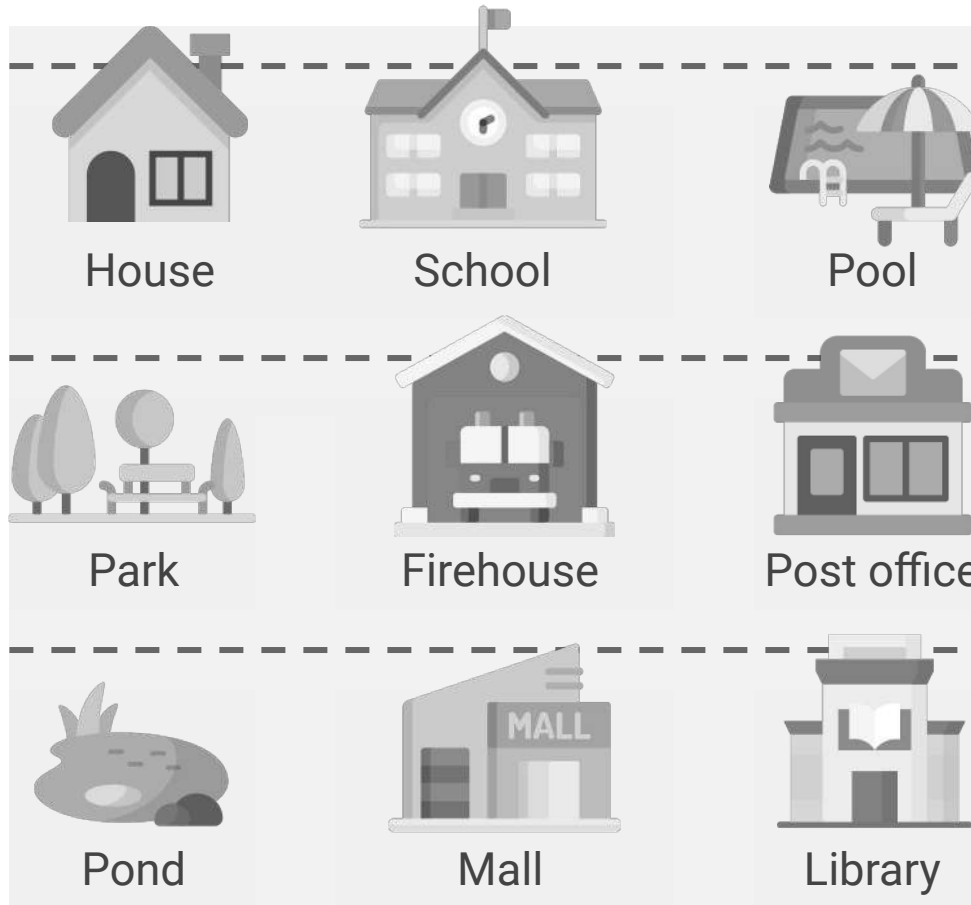 House
School
Pool
Park
Firehouse
Post office
MALL
Pond
Mall
Library